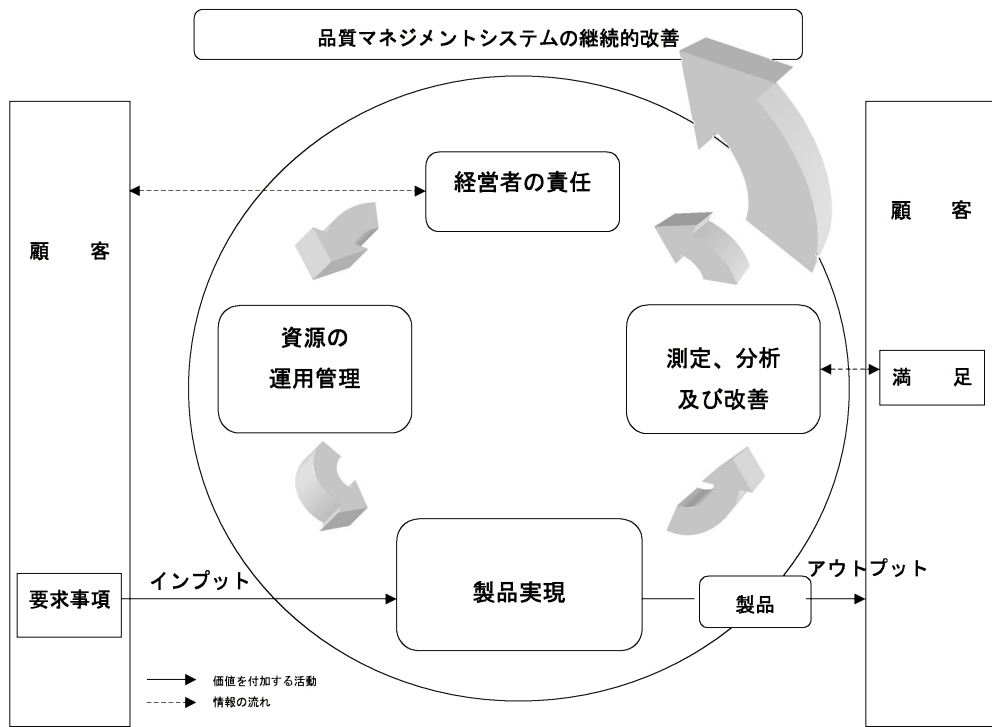 品質マネジメントシステムの継続的改善
経営者の責任
顧　客
顧　客
資源の
運用管理
測定、分析
及び改善
満　足
インプット
アウトプット
要求事項
製品実現
製品
価値を付加する活動
情報の流れ